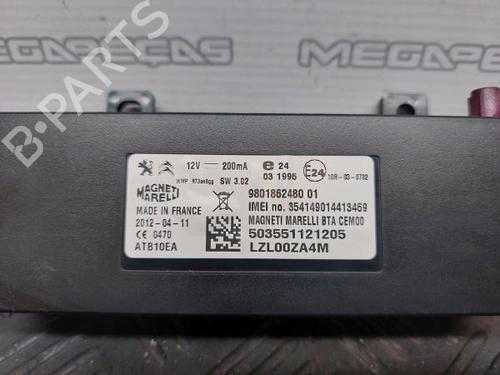 MEGAPEÇAS
MEGAPEÇAS
B-PARTS
12V 200mA
e 24
03 1996
E24
10R-03-0782
SW 3.02
MAGNETI
MARELLI
9801862480 01
IMEI no. 354149014413469
MADE IN FRANCE
MAGNETI MARELLI BTA CEMOO
2012-04-11
503551121205
CE 0470
ATB10EA
LZL00ZA4M